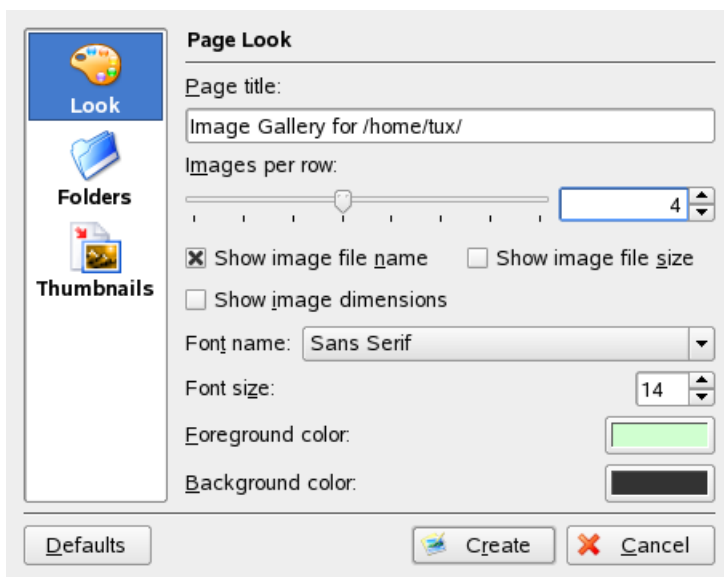 Look
Folders
Thumbnails
Page Look
Page title:
Image Gallery for /home/tux/
Images per row:
4
Show image file name
Show image file size
Show image dimensions
Font name: Sans Serif
Font size: 14
Foreground color:
Background color:
Defaults
Create
Cancel